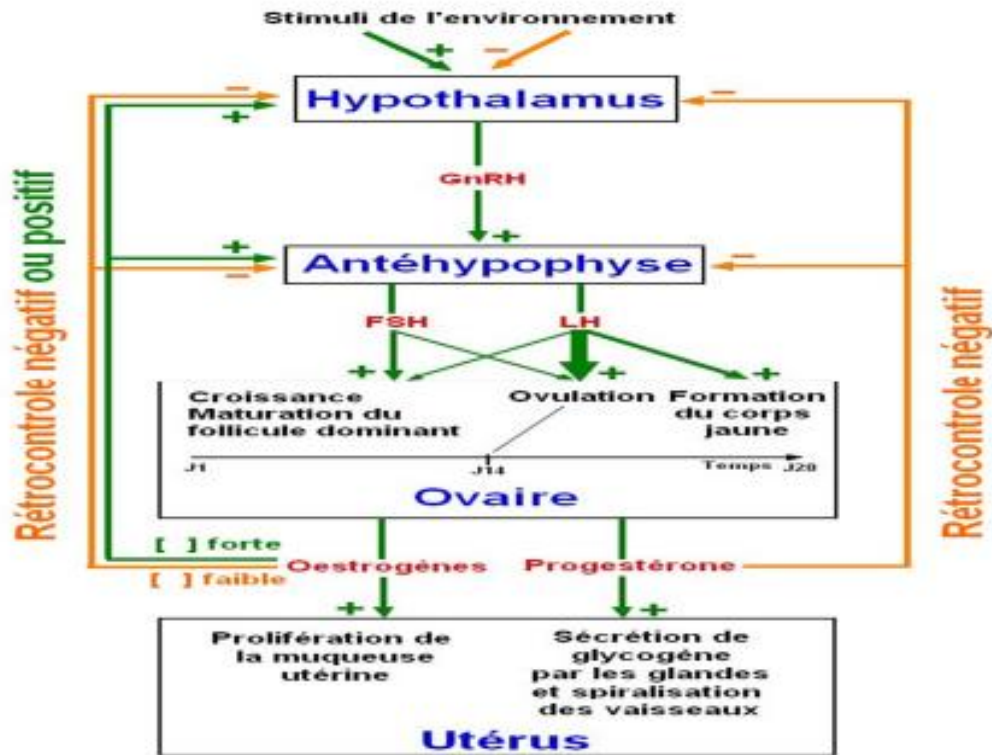 Stimuli de l'environnement
+ −
− Hypothalamus −
+
GnRH
+
+ Antéhypophyse −
−
FSH LH
+ + +
Croissance
Maturation du
follicule dominant
Ovulation
Formation
du corps
jaune
J1 J14 Temps J28
Ovaire
[ ] forte
[ ] faible
Oestrogènes Progestérone
+ +
Prolifération de
la muqueuse
utérine
Sécrétion de
glycogéne
par les glandes
et spiralisation
des vaisseaux
Utérus
Rétrocontrole négatif ou positif
Rétrocontrole négatif